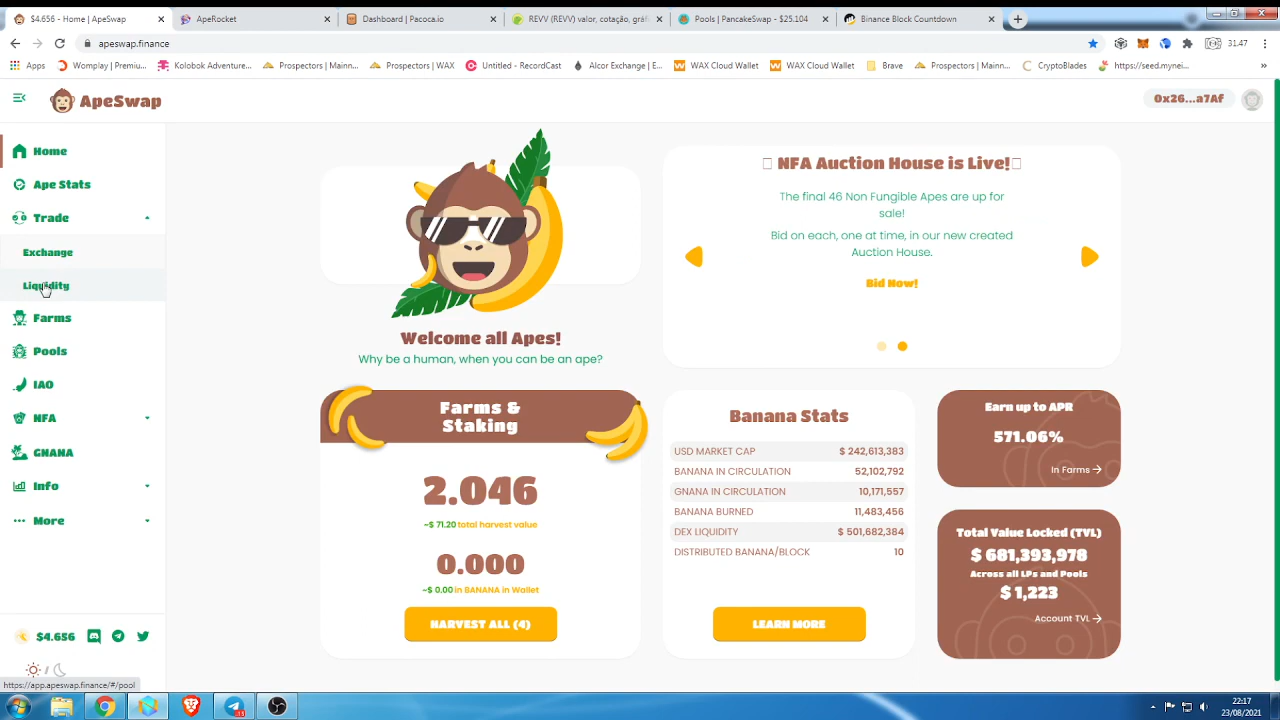 $4.656 - ApeSwap
ApeRocket
Dashboard | Pacoca.io
Pools | PancakeSwap - $25.104
Binance Block Countdown
apeswap.finance
31.47
Apps
Womplay | Premiu...
Kolobok Adventure...
Prospectors | Mainn...
Prospectors | WAX
Untitled - RecordCast
Alcor Exchange | E...
WAX Cloud Wallet
WAX Cloud Wallet
Brave
Prospectors | Mainn...
CryptoBlades
https://seed.mynei...
ApeSwap
0x26...a7Af
Home
Ape Stats
Trade
Exchange
Liquidity
Farms
Pools
IAO
NFA
GNANA
Info
More
$4.656
https://app.apeswap.finance/#/pool
Welcome all Apes!
Why be a human, when you can be an ape?
NFA Auction House is Live!
The final 46 Non Fungible Apes are up for
sale!
Bid on each, one at time, in our new created
Auction House.
Bid Now!
Farms &
Staking
2.046
~$ 71.20 total harvest value
0.000
~$ 0.00 in BANANA in Wallet
HARVEST ALL (4)
Banana Stats
USD MARKET CAP $ 242,613,383
BANANA IN CIRCULATION 52,102,792
GNANA IN CIRCULATION 10,171,557
BANANA BURNED 11,483,456
DEX LIQUIDITY $ 501,682,384
DISTRIBUTED BANANA/BLOCK 10
LEARN MORE
Earn up to APR
571.06%
In Farms
Total Value Locked (TVL)
$ 681,393,978
Across all LPs and Pools
$ 1,223
Account TVL
22:17
23/08/2021